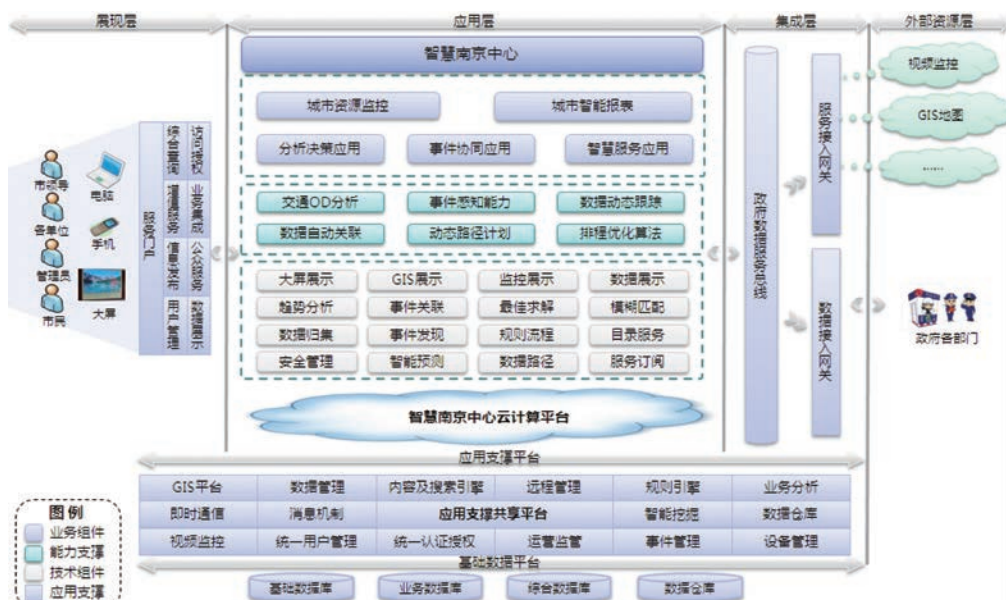 展现层 应用层 集成层 外部资源层
智慧南京中心
城市资源监控 城市智能报表
分析决策应用 事件协同应用 智慧服务应用
交通OD分析 事件感知能力 数据动态跟踪
数据自动关联 动态路径计划 排程优化算法
大屏展示 GIS展示 监控展示 数据展示
趋势分析 事件关联 最佳求解 模糊匹配
数据归集 事件发现 规则流程 目录服务
安全管理 智能预测 数据路径 服务订阅
智慧南京中心云计算平台
市领导
各单位
管理员
市民
电脑
手机
大屏
服务门户
综合查询
增值服务
信息发布
用户管理
访问授权
业务集成
公众服务
数据展示
政府数据服务总线
服务接入网关
数据接入网关
视频监控
GIS地图
......
政府各部门
应用支撑平台
GIS平台 数据管理 内容及搜索引擎 远程管理 规则引擎 业务分析
即时通信 消息机制 应用支撑共享平台 智能挖掘 数据仓库
视频监控 统一用户管理 统一认证授权 运营监管 事件管理 设备管理
基础数据平台
基础数据库 业务数据库 综合数据库 数据仓库
图例
业务组件
能力支撑
技术组件
应用支撑